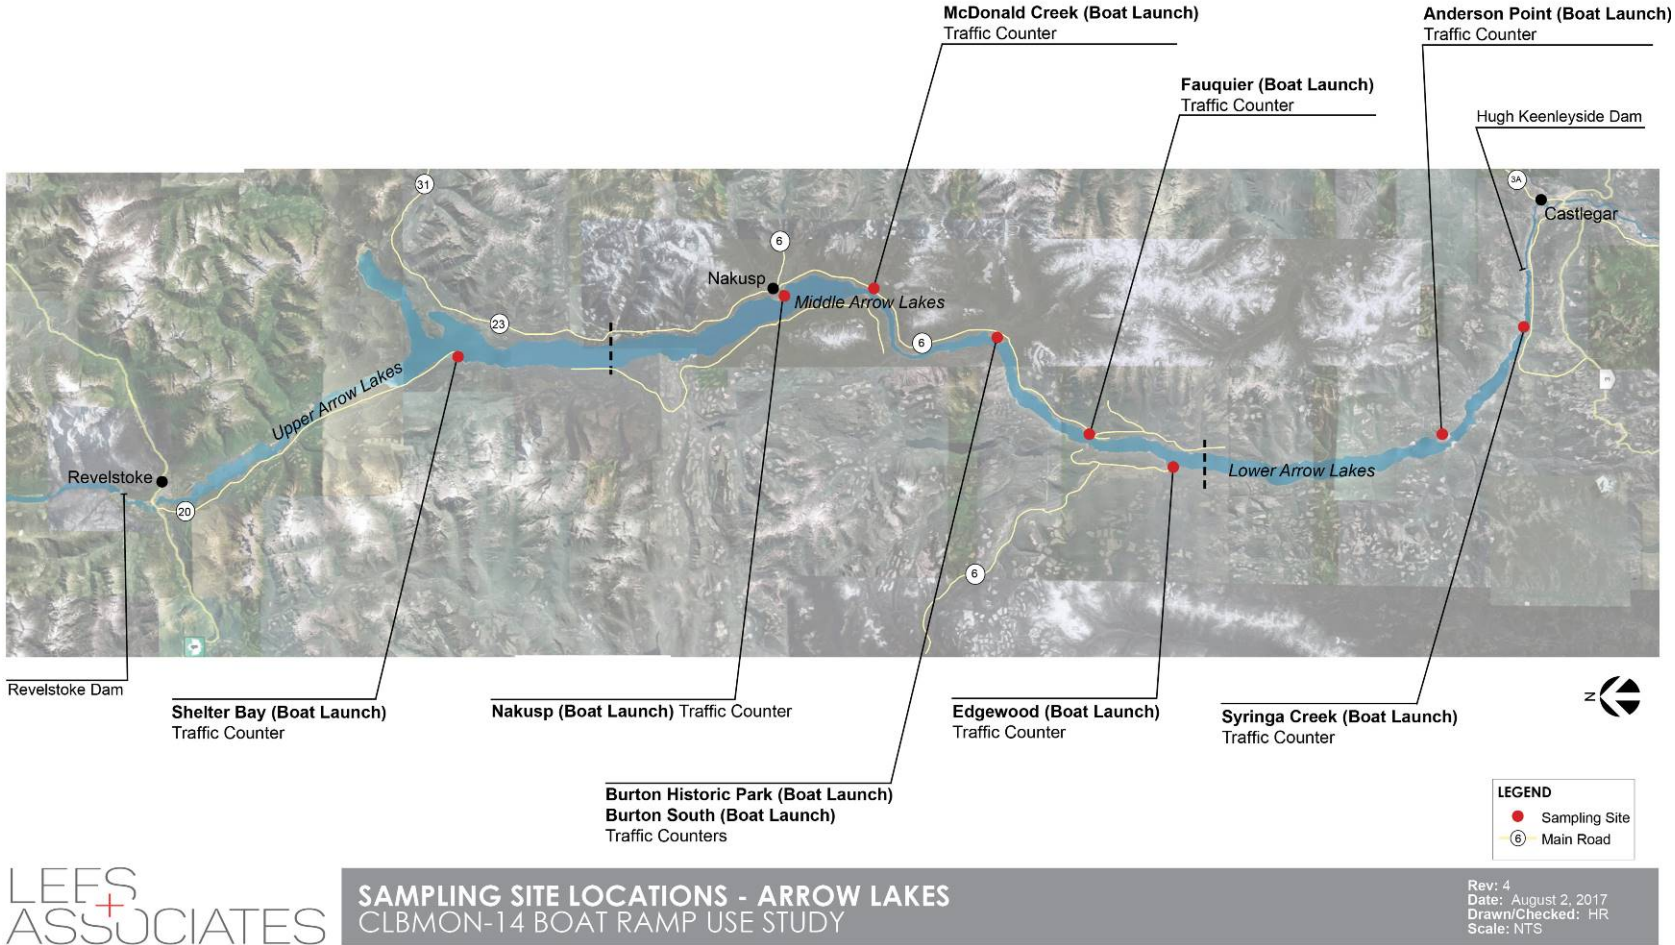 McDonald Creek (Boat Launch)
Traffic Counter
Anderson Point (Boat Launch)
Traffic Counter
Fauquier (Boat Launch)
Traffic Counter
Hugh Keenleyside Dam
31
3A
Castlegar
6
Nakusp
Middle Arrow Lakes
23
6
Upper Arrow Lakes
Revelstoke
Lower Arrow Lakes
20
6
Revelstoke Dam
N
Shelter Bay (Boat Launch)
Traffic Counter
Nakusp (Boat Launch) Traffic Counter
Edgewood (Boat Launch)
Traffic Counter
Syringa Creek (Boat Launch)
Traffic Counter
Burton Historic Park (Boat Launch)
Burton South (Boat Launch)
Traffic Counters
LEGEND
Sampling Site
6 Main Road
LEES
+
ASSOCIATES
SAMPLING SITE LOCATIONS - ARROW LAKES
CLBMON-14 BOAT RAMP USE STUDY
Rev: 4
Date: August 2, 2017
Drawn/Checked: HR
Scale: NTS